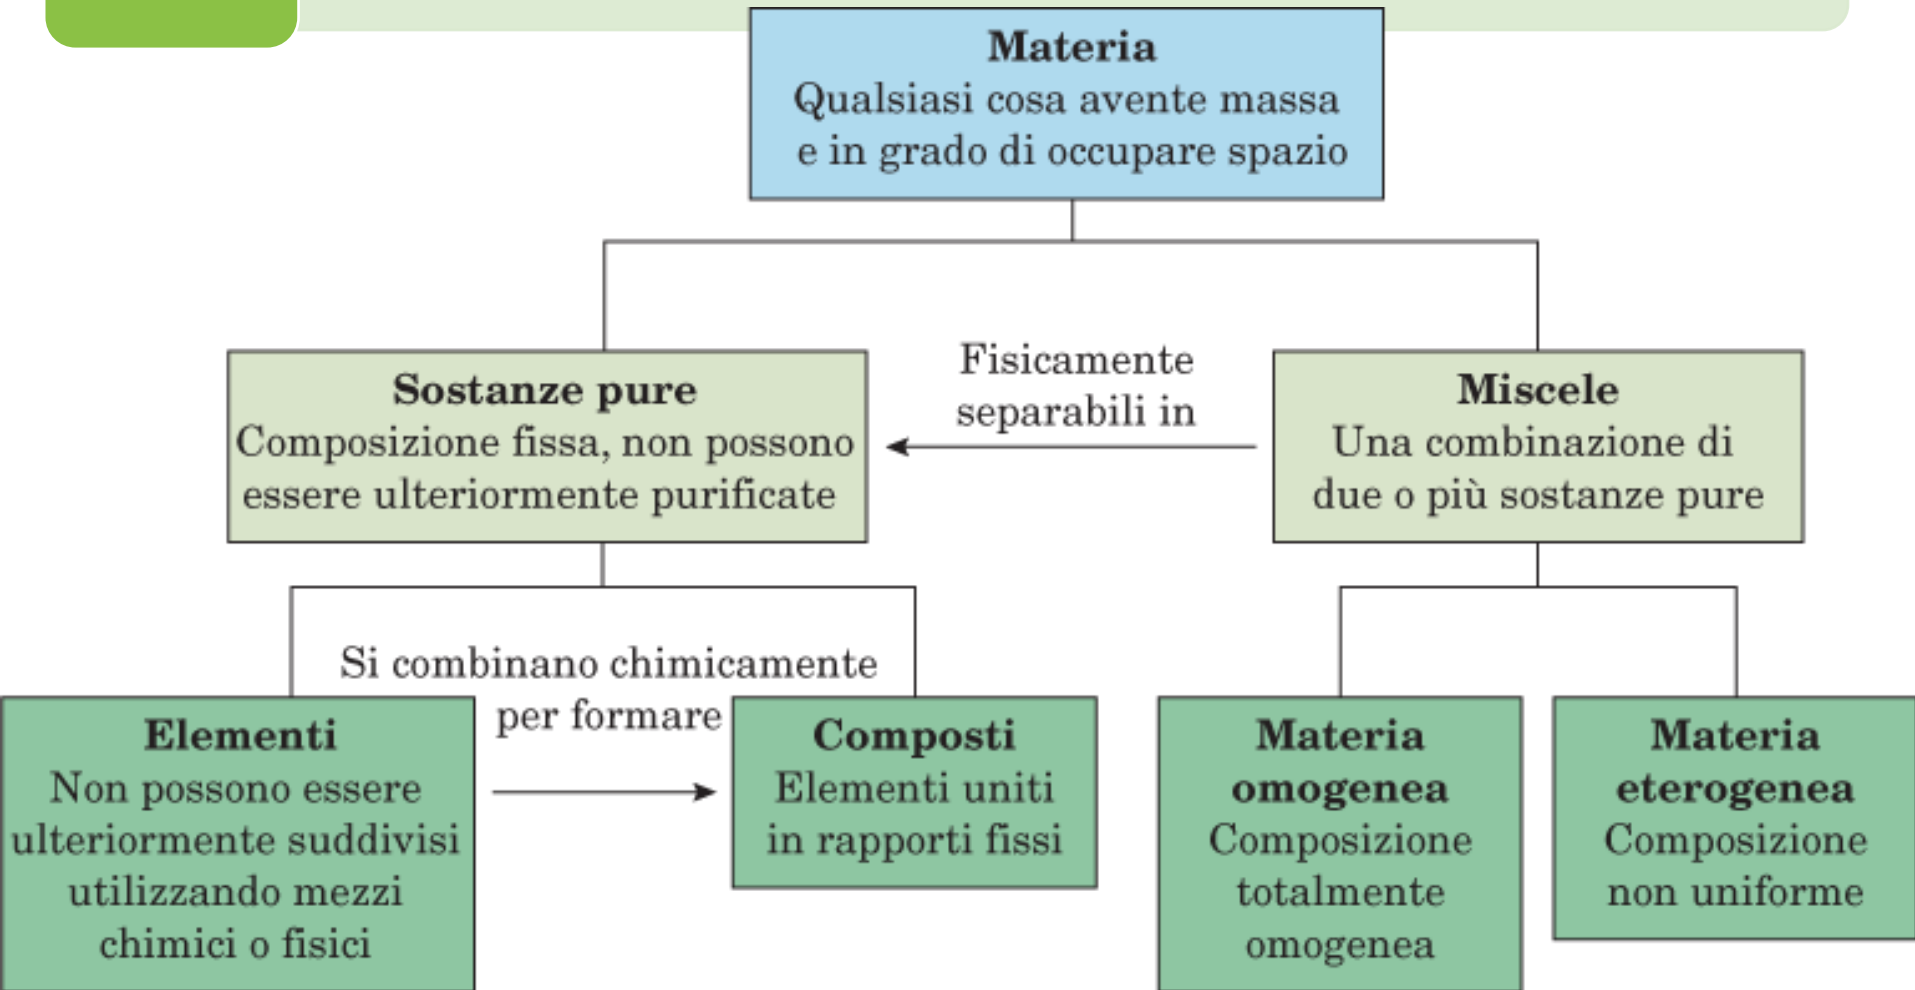 Materia
Qualsiasi cosa avente massa
e in grado di occupare spazio
Sostanze pure
Composizione fissa, non possono
essere ulteriormente purificate
Fisicamente
separabili in
Miscele
Una combinazione di
due o più sostanze pure
Si combinano chimicamente
per formare
Elementi
Non possono essere
ulteriormente suddivisi
utilizzando mezzi
chimici o fisici
Composti
Elementi uniti
in rapporti fissi
Materia
omogenea
Composizione
totalmente
omogenea
Materia
eterogenea
Composizione
non uniforme